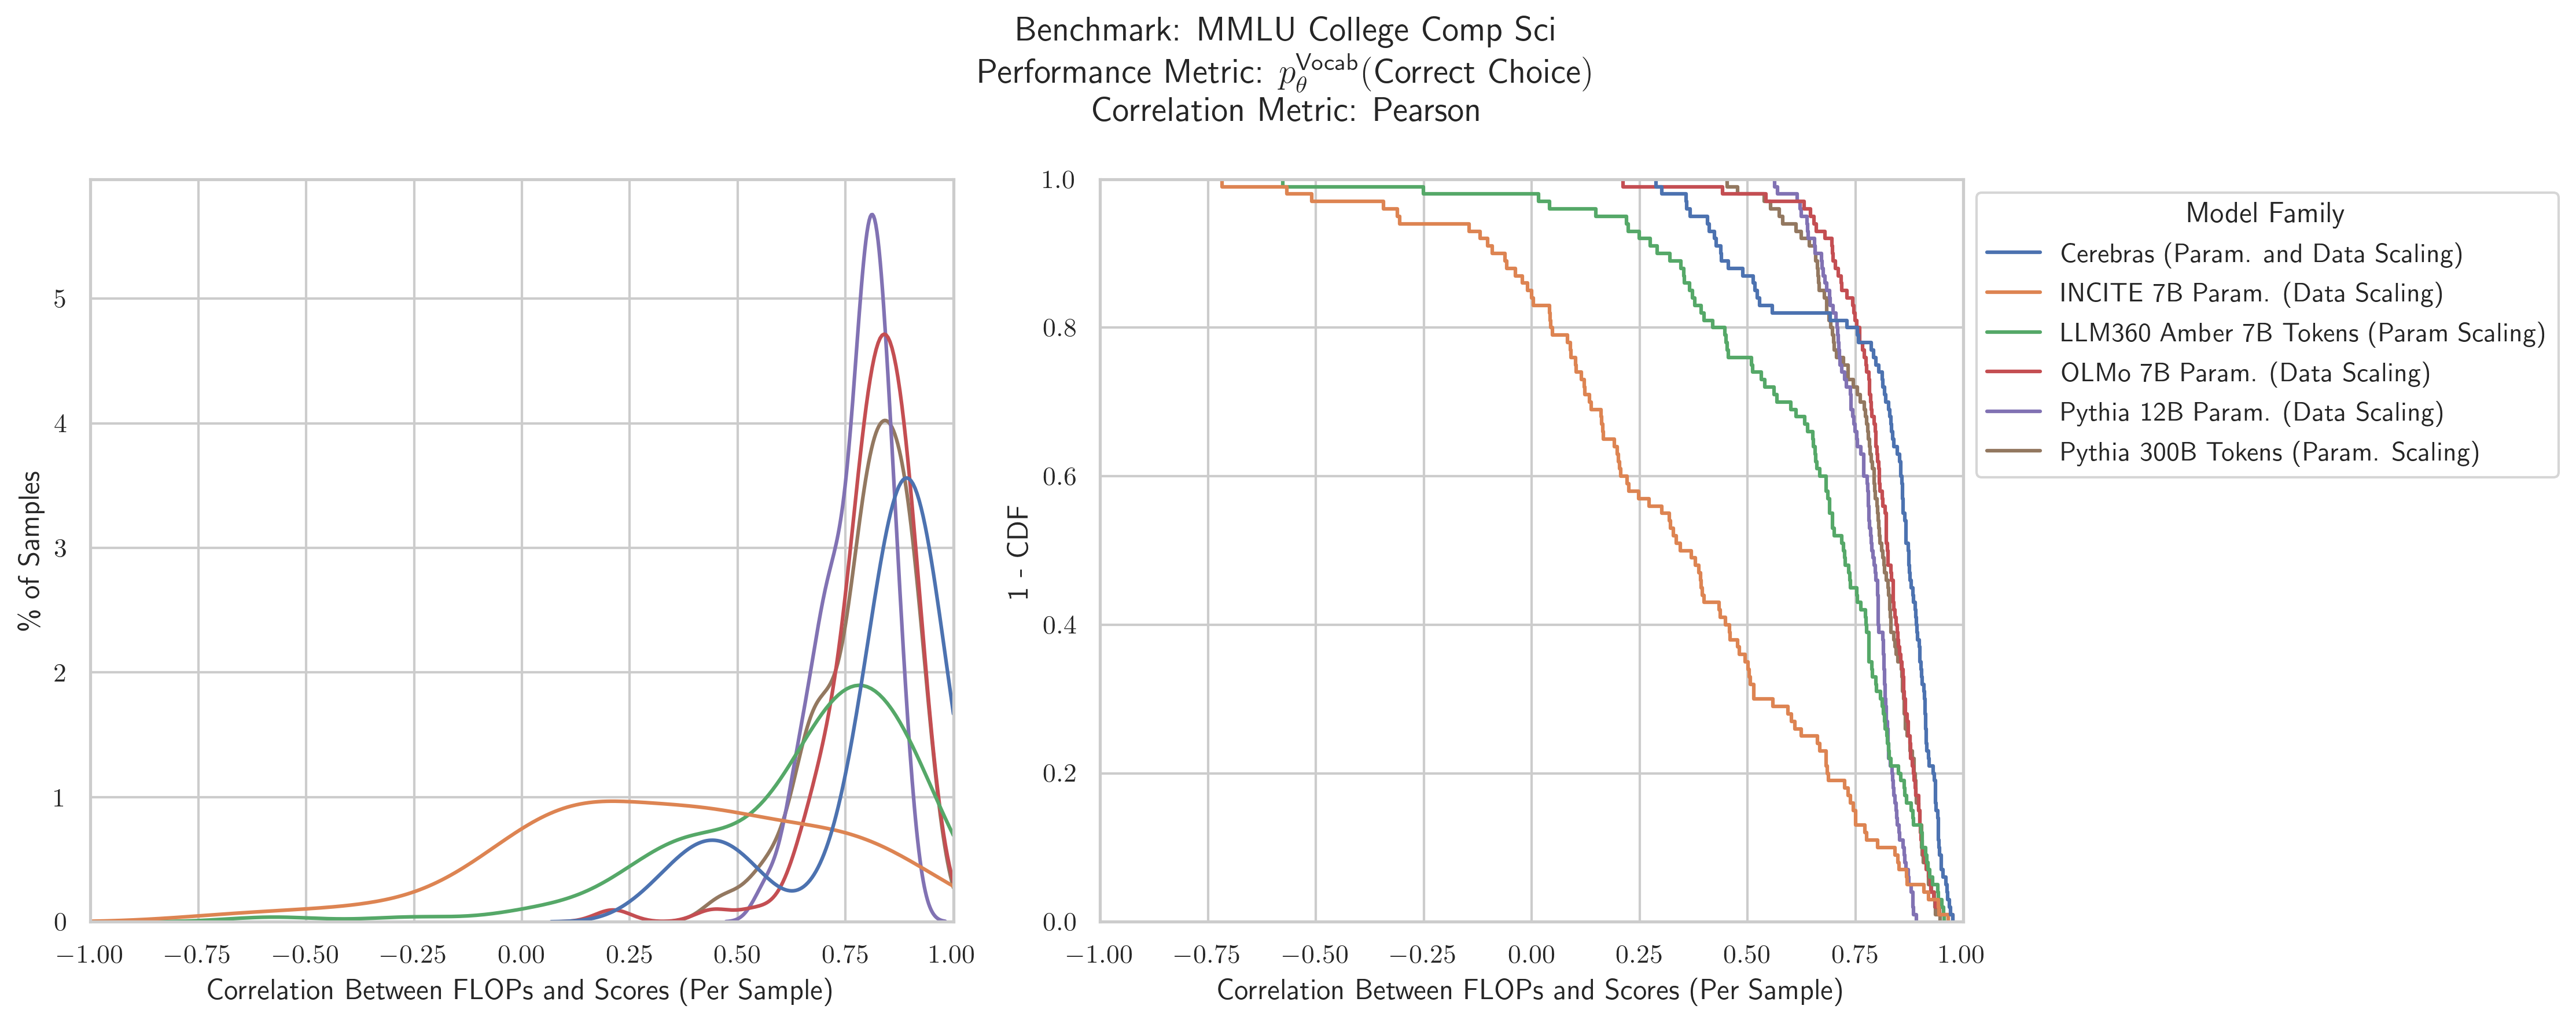 Benchmark: MMLU College Comp Sci
Performance Metric: $p_\theta^{\text{Vocab}}$(Correct Choice)
Correlation Metric: Pearson
% of Samples
5
4
3
2
1
0
−1.00 −0.75 −0.50 −0.25 0.00 0.25 0.50 0.75 1.00
Correlation Between FLOPs and Scores (Per Sample)
1 - CDF
1.0
0.8
0.6
0.4
0.2
0.0
−1.00 −0.75 −0.50 −0.25 0.00 0.25 0.50 0.75 1.00
Correlation Between FLOPs and Scores (Per Sample)
Model Family
Cerebras (Param. and Data Scaling)
INCITE 7B Param. (Data Scaling)
LLM360 Amber 7B Tokens (Param Scaling)
OLMo 7B Param. (Data Scaling)
Pythia 12B Param. (Data Scaling)
Pythia 300B Tokens (Param. Scaling)